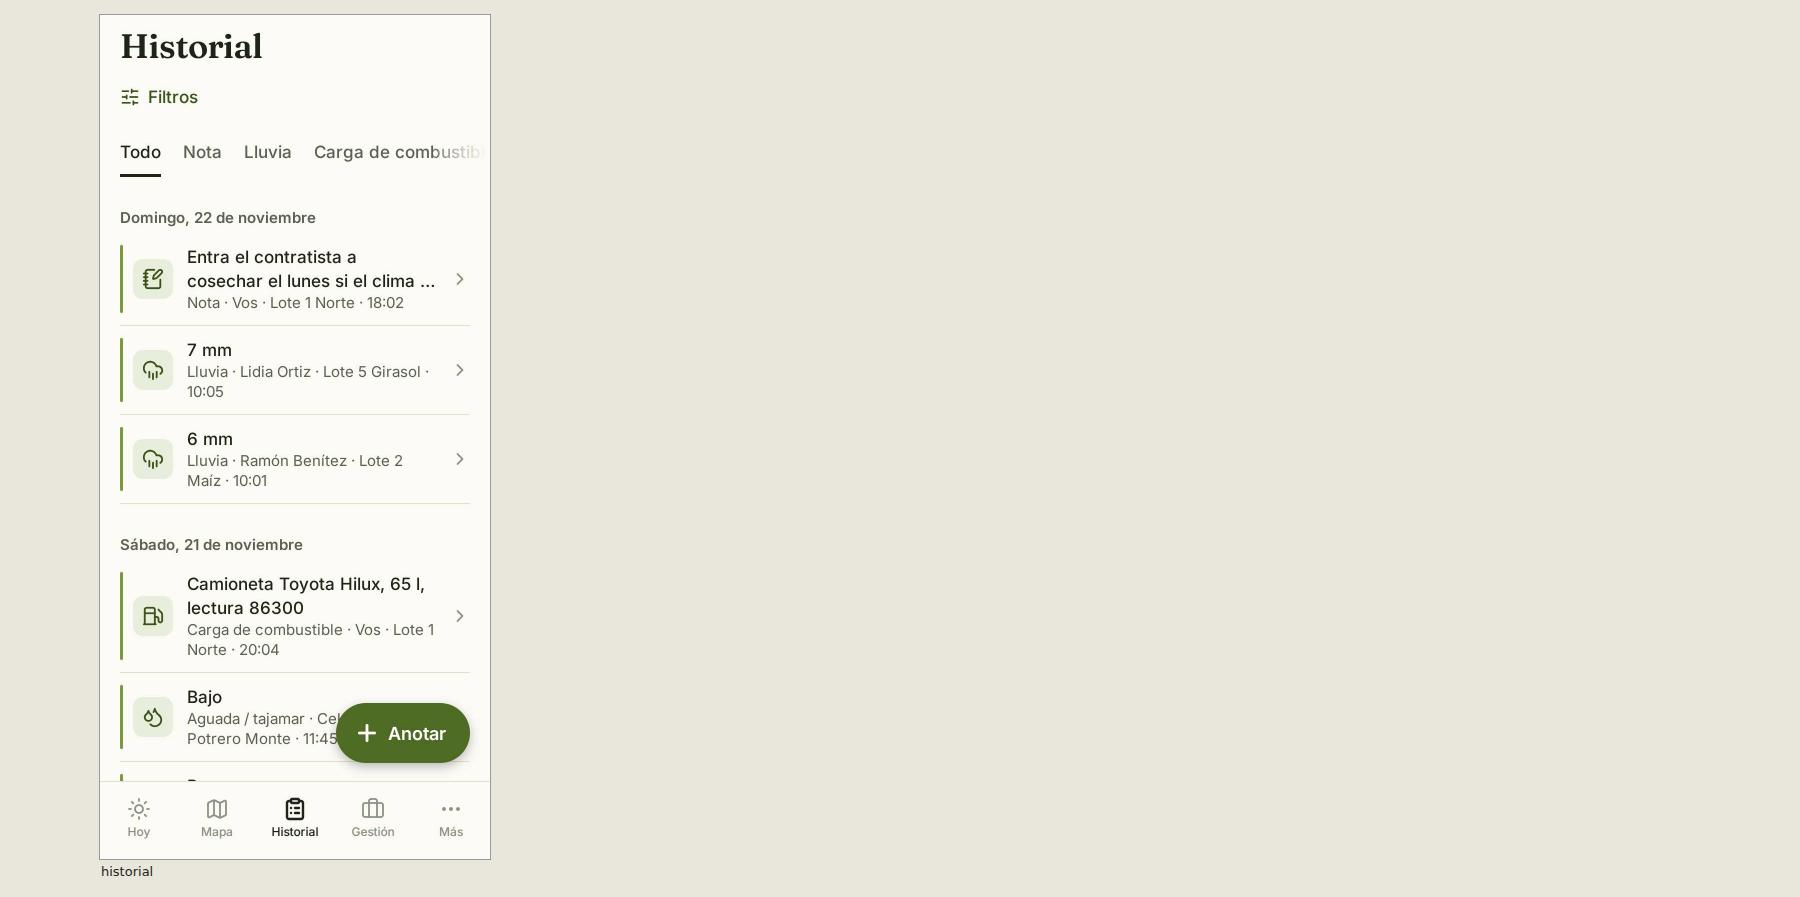 Historial
Filtros
Todo Nota Lluvia Carga de combustib
Domingo, 22 de noviembre
Entra el contratista a
cosechar el lunes si el clima ...
Nota · Vos · Lote 1 Norte · 18:02
7 mm
Lluvia · Lidia Ortiz · Lote 5 Girasol ·
10:05
6 mm
Lluvia · Ramón Benítez · Lote 2
Maíz · 10:01
Sábado, 21 de noviembre
Camioneta Toyota Hilux, 65 l,
lectura 86300
Carga de combustible · Vos · Lote 1
Norte · 20:04
Bajo
Aguada / tajamar ·
Potrero Monte · 11:45
Anotar
Hoy Mapa Historial Gestión Más
historial